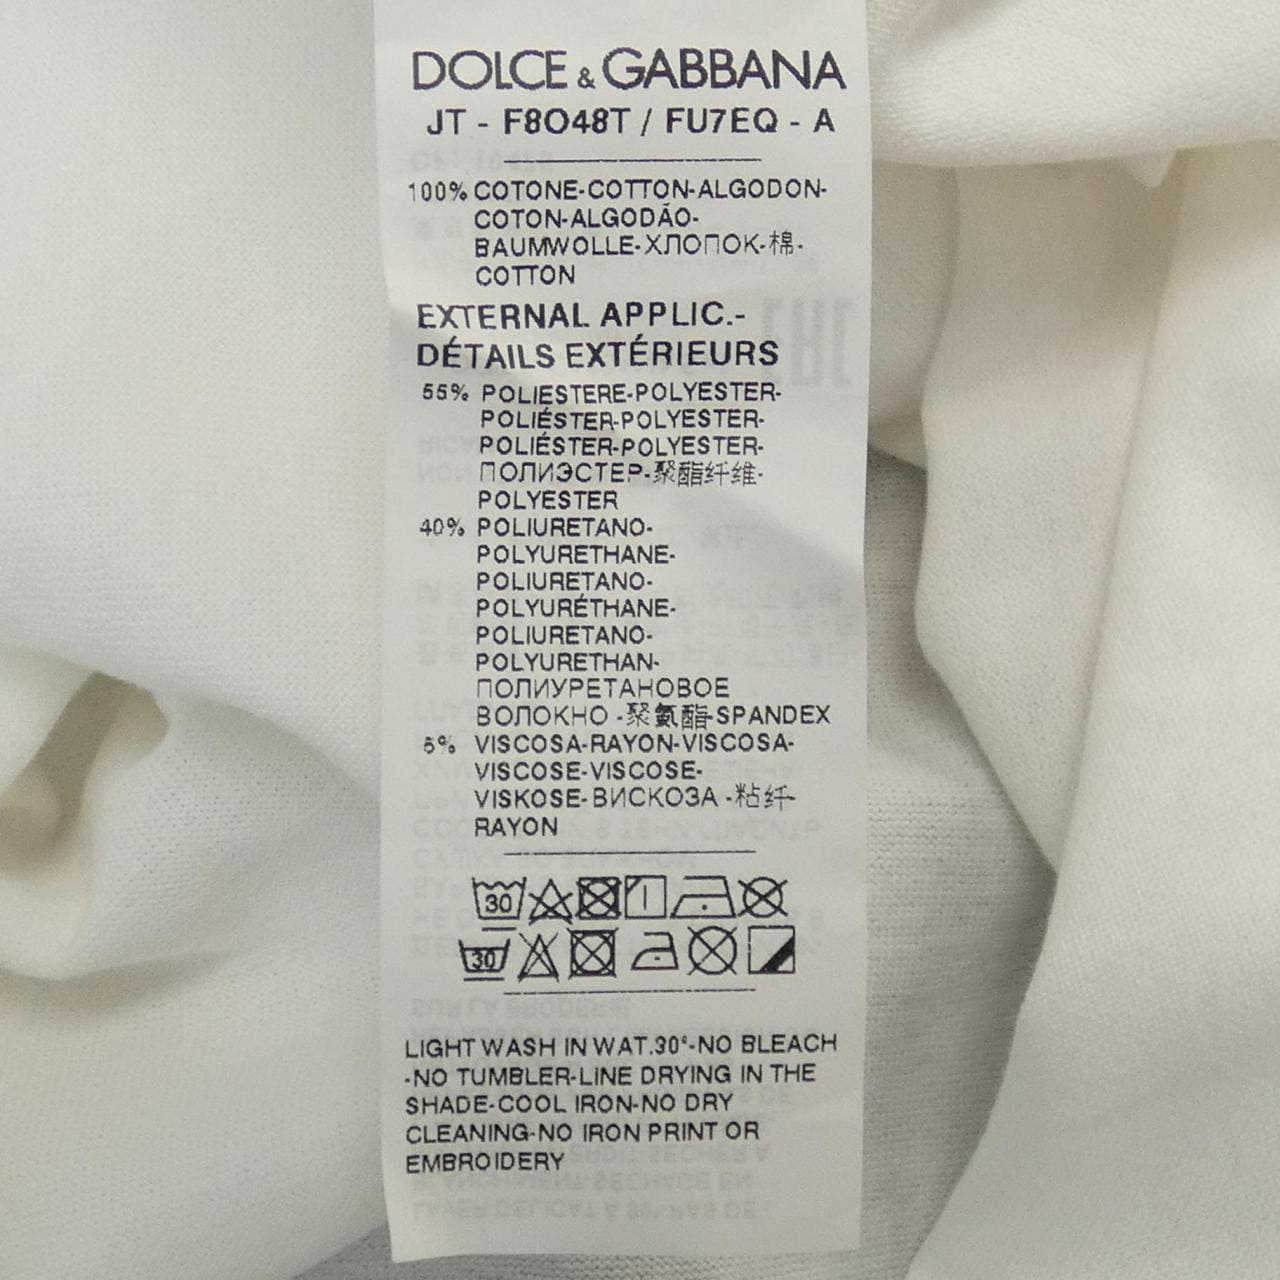 DOLCE & GABBANA
JT - F8O48T / FU7EQ - A
100% COTONE-COTTON-ALGODON-
COTON-ALGODÃO-
BAUMWOLLE-ХЛОПОК-棉-
COTTON
EXTERNAL APPLIC.-
DÉTAILS EXTÉRIEURS
55% POLIESTERE-POLYESTER-
POLIÉSTER-POLYESTER-
POLIÉSTER-POLYESTER-
ПОЛИЭСТЕР-聚酯纤维-
POLYESTER
40% POLIURETANO-
POLYURETHANE-
POLIURETANO-
POLYURÉTHANE-
POLIURETANO-
POLYURETHAN-
ПОЛИУРЕТАНОВОЕ
ВОЛОКНО -聚氨酯-SPANDEX
5% VISCOSA-RAYON-VISCOSA-
VISCOSE-VISCOSE-
VISKOSE-ВИСКОЗА -粘纤-
RAYON
30
30
LIGHT WASH IN WAT.30°-NO BLEACH
-NO TUMBLER-LINE DRYING IN THE
SHADE-COOL IRON-NO DRY
CLEANING-NO IRON PRINT OR
EMBROIDERY